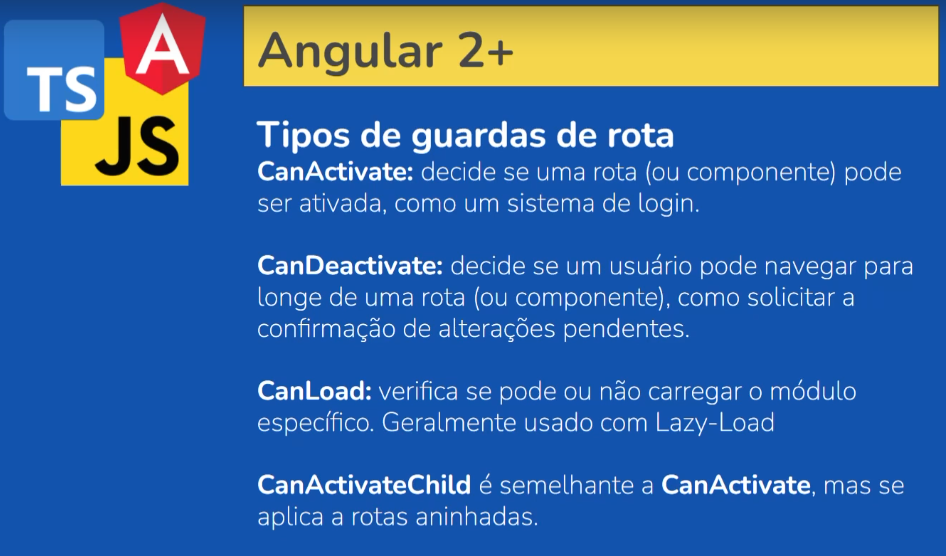 A
TS
JS
Angular 2+
Tipos de guardas de rota
CanActivate: decide se uma rota (ou componente) pode
ser ativada, como um sistema de login.
CanDeactivate: decide se um usuário pode navegar para
longe de uma rota (ou componente), como solicitar a
confirmação de alterações pendentes.
CanLoad: verifica se pode ou não carregar o módulo
específico. Geralmente usado com Lazy-Load
CanActivateChild é semelhante a CanActivate, mas se
aplica a rotas aninhadas.